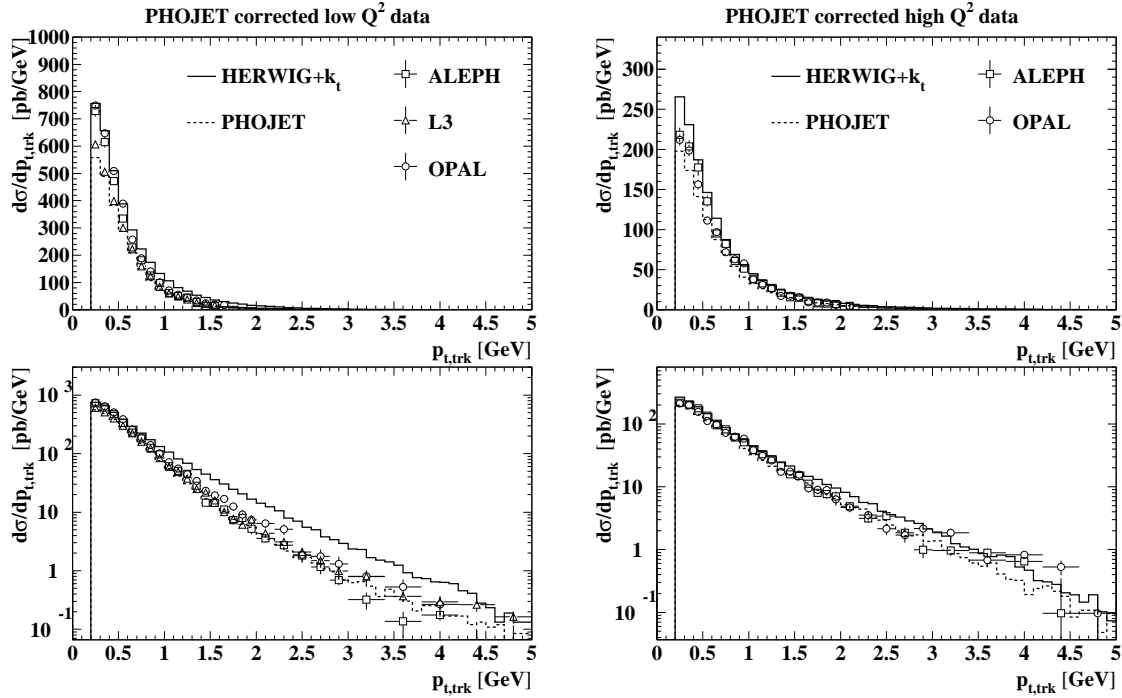 PHOJET corrected low Q² data
dσ/dp_t,trk [pb/GeV]
1000
900
800
700
600
500
400
300
200
100
0
HERWIG+k_t
PHOJET
ALEPH
L3
OPAL
0 0.5 1 1.5 2 2.5 3 3.5 4 4.5 5
p_t,trk [GeV]
PHOJET corrected high Q² data
dσ/dp_t,trk [pb/GeV]
300
250
200
150
100
50
0
HERWIG+k_t
PHOJET
ALEPH
OPAL
0 0.5 1 1.5 2 2.5 3 3.5 4 4.5 5
p_t,trk [GeV]
dσ/dp_t,trk [pb/GeV]
10³
10²
10
1
10⁻¹
0 0.5 1 1.5 2 2.5 3 3.5 4 4.5 5
p_t,trk [GeV]
dσ/dp_t,trk [pb/GeV]
10²
10
1
10⁻¹
0 0.5 1 1.5 2 2.5 3 3.5 4 4.5 5
p_t,trk [GeV]